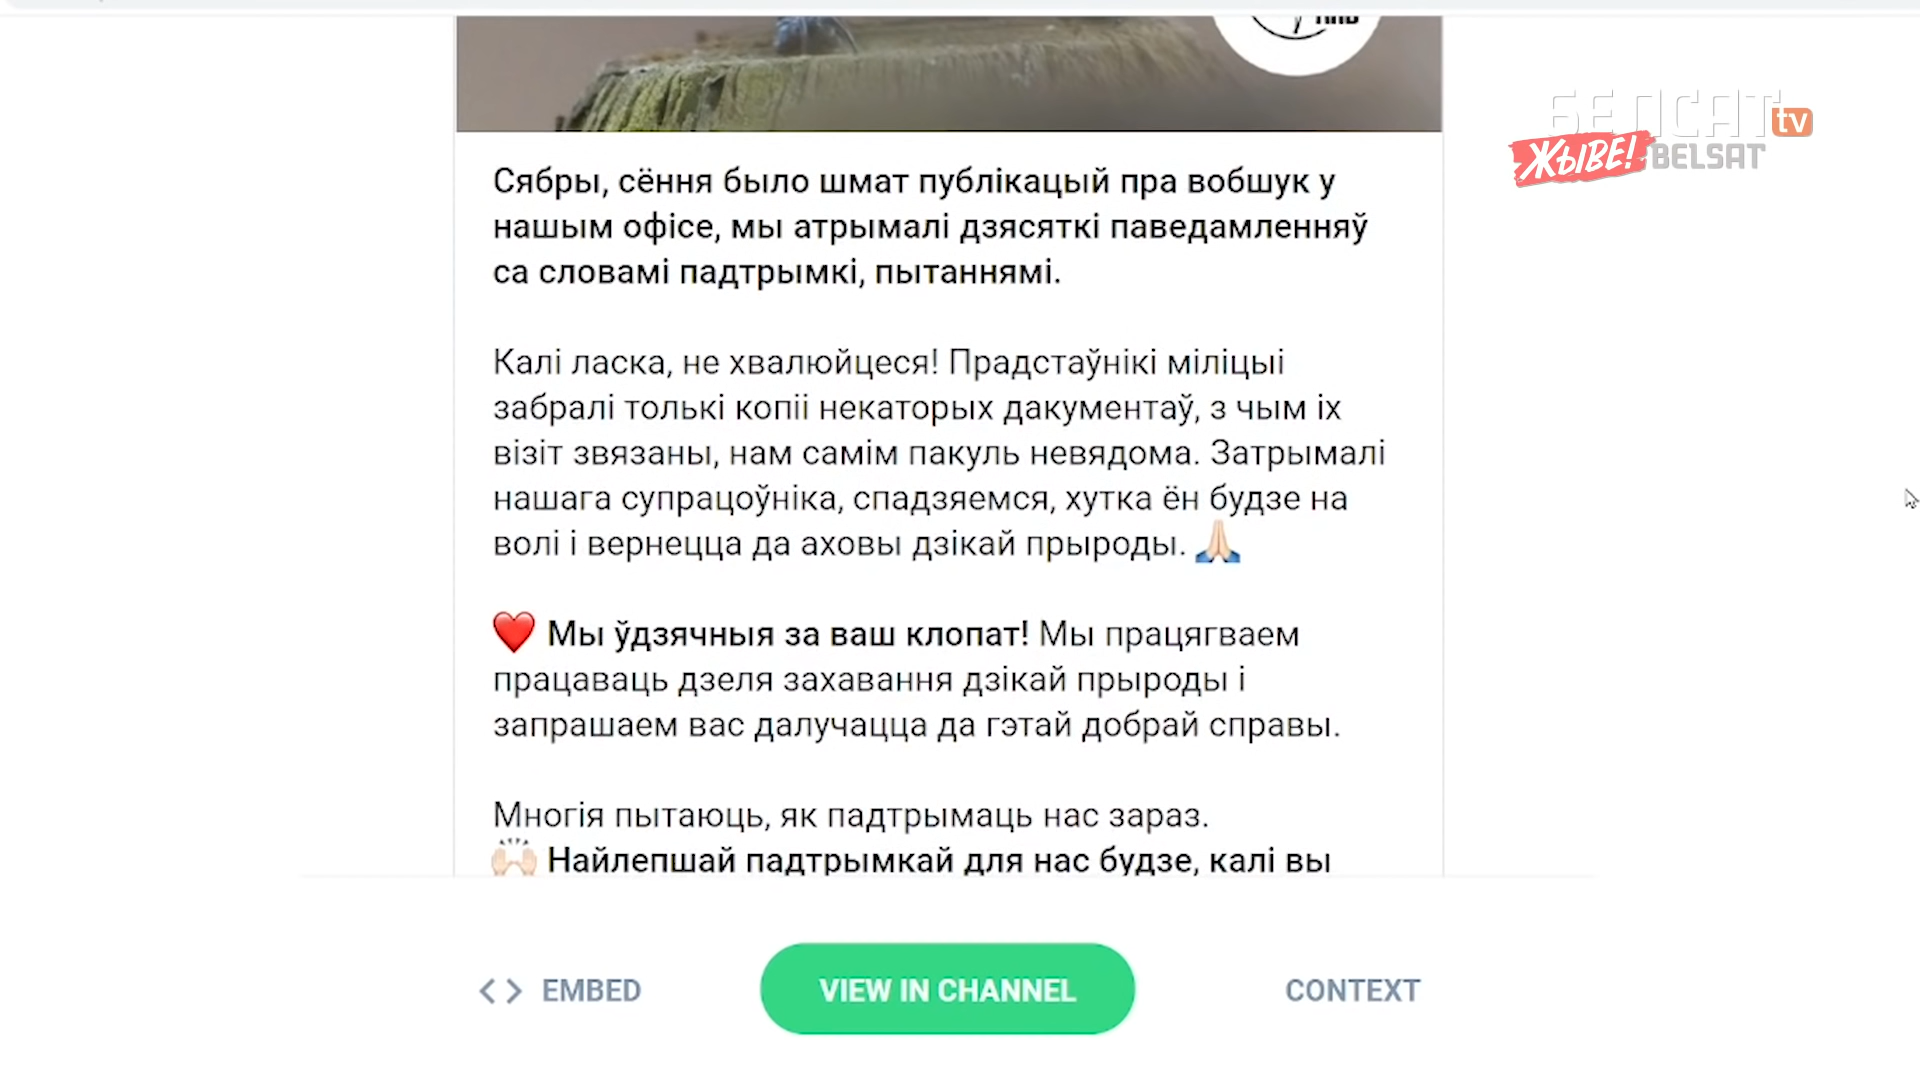 БЕЛСАТ tv
ЖЫВЕ! BELSAT
Сябры, сёння было шмат публікацый пра вобшук у
нашым офісе, мы атрымалі дзясяткі паведамленняў
са словамі падтрымкі, пытаннямі.
Калі ласка, не хвалюйцеся! Прадстаўнікі міліцыі
забралі толькі копіі некаторых дакументаў, з чым іх
візіт звязаны, нам самім пакуль невядома. Затрымалі
нашага супрацоўніка, спадзяемся, хутка ён будзе на
волі і вернецца да аховы дзікай прыроды. 🙏🏻
❤️ Мы ўдзячныя за ваш клопат! Мы працягваем
працаваць дзеля захавання дзікай прыроды і
запрашаем вас далучацца да гэтай добрай справы.
Многія пытаюць, як падтрымаць нас зараз.
🙌🏻 Найлепшай падтрымкай для нас будзе, калі вы
< > EMBED
VIEW IN CHANNEL
CONTEXT